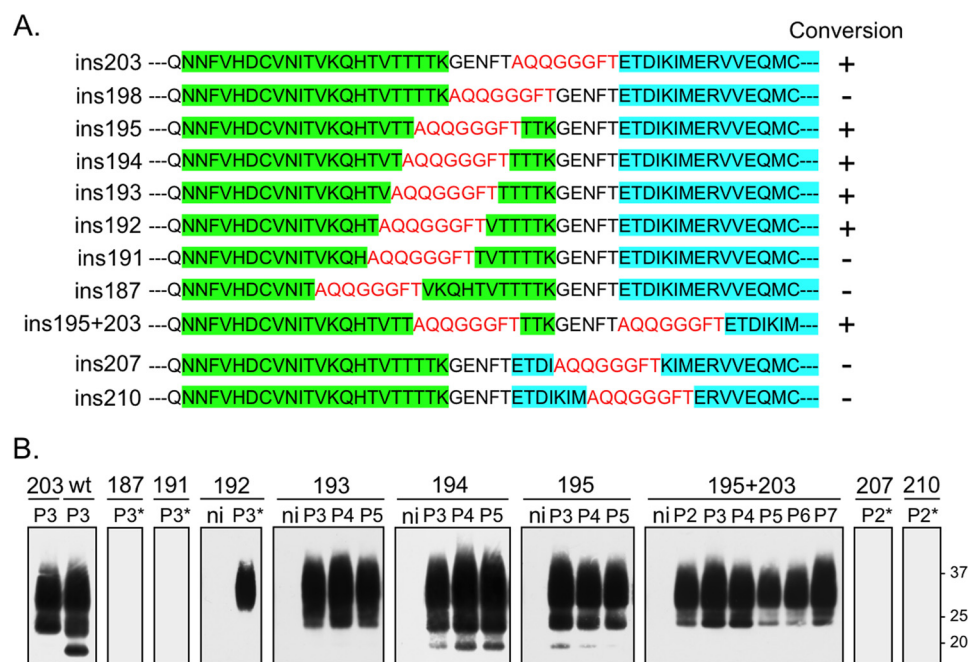 A.
Conversion
ins203 ---QNNFVHDCVNITVKQHTVTTTTKGENFTAQQGGGFTETDIKIMERVVEQMC--- +
ins198 ---QNNFVHDCVNITVKQHTVTTTTKAQQGGGFTGENFTETDIKIMERVVEQMC--- -
ins195 ---QNNFVHDCVNITVKQHTVTTAQQGGGFTTTKGENFTETDIKIMERVVEQMC--- +
ins194 ---QNNFVHDCVNITVKQHTVTAQQGGGFTTTTKGENFTETDIKIMERVVEQMC--- +
ins193 ---QNNFVHDCVNITVKQHTVAQQGGGFTTTTTKGENFTETDIKIMERVVEQMC--- +
ins192 ---QNNFVHDCVNITVKQHTAQQGGGFTVTTTTKGENFTETDIKIMERVVEQMC--- +
ins191 ---QNNFVHDCVNITVKQHAQQGGGFTTVTTTTKGENFTETDIKIMERVVEQMC--- -
ins187 ---QNNFVHDCVNITAQQGGGFTVKQHTVTTTTKGENFTETDIKIMERVVEQMC--- -
ins195+203 ---QNNFVHDCVNITVKQHTVTTAQQGGGFTTTKGENFTAQQGGGFTETDIKIM--- +
ins207 ---QNNFVHDCVNITVKQHTVTTTTKGENFTETDIAQQGGGFTKIMERVVEQMC--- -
ins210 ---QNNFVHDCVNITVKQHTVTTTTKGENFTETDIKIMAQQGGGFTERVVEQMC--- -
B.
203 wt 187 191 192 193 194 195 195+203 207 210
P3 P3 P3* P3* ni P3* ni P3 P4 P5 ni P3 P4 P5 ni P3 P4 P5 ni P2 P3 P4 P5 P6 P7 P2* P2*
- 37
- 25
- 20